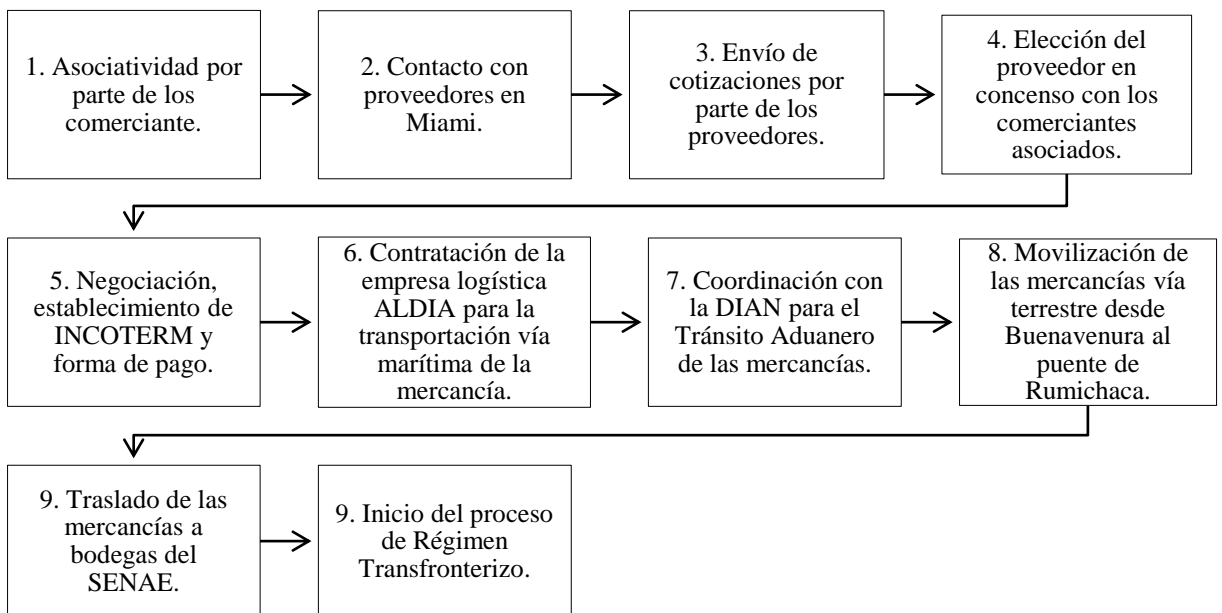 1. Asociatividad por
parte de los
comerciante.
2. Contacto con
proveedores en
Miami.
3. Envío de
cotizaciones por
parte de los
proveedores.
4. Elección del
proveedor en
concenso con los
comerciantes
asociados.
5. Negociación,
establecimiento de
INCOTERM y
forma de pago.
6. Contratación de la
empresa logística
ALDIA para la
transportación vía
marítima de la
mercancía.
7. Coordinación con
la DIAN para el
Tránsito Aduanero
de las mercancías.
8. Movilización de
las mercancías vía
terrestre desde
Buenavenura al
puente de
Rumichaca.
9. Traslado de las
mercancías a
bodegas del
SENAE.
9. Inicio del proceso
de Régimen
Transfronterizo.